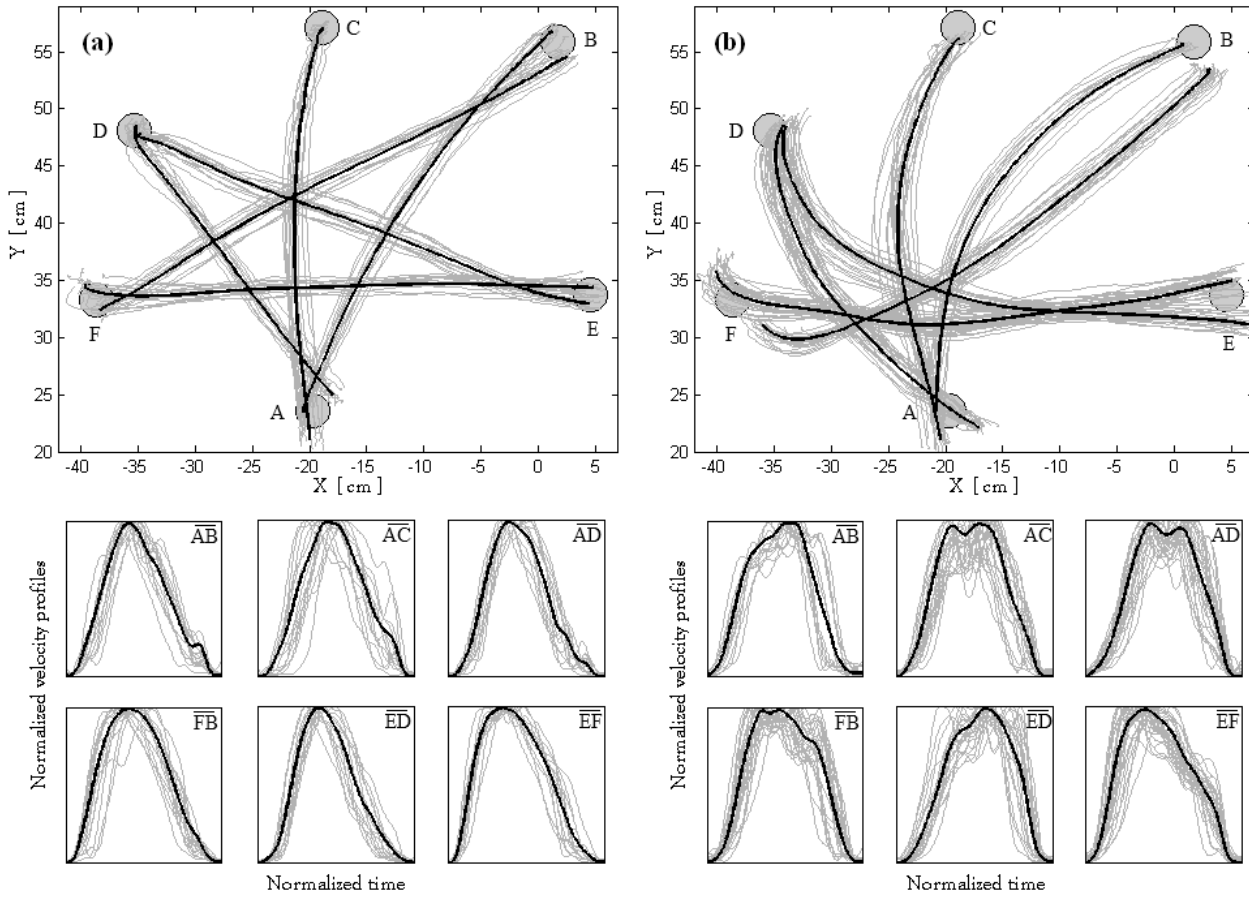 (a)
C
B
D
F
E
A
Y [ cm ]
55
50
45
40
35
30
25
20
-40 -35 -30 -25 -20 -15 -10 -5 0 5
X [ cm ]
(b)
C
B
D
F
E
A
Y [ cm ]
55
50
45
40
35
30
25
20
-40 -35 -30 -25 -20 -15 -10 -5 0 5
X [ cm ]
Normalized velocity profiles
AB AC AD
FB ED EF
Normalized time
Normalized velocity profiles
AB AC AD
FB ED EF
Normalized time